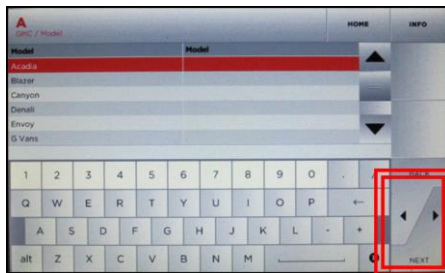 A
GMC / Model
HOME
INFO
Model Model
Acadia
Blazer
Canyon
Denali
Envoy
G Vans
1 2 3 4 5 6 7 8 9 0 . /
BACK
Q W E R T Y U I O P ←
A S D F G H J K L - +
alt Z X C V B N M
NEXT